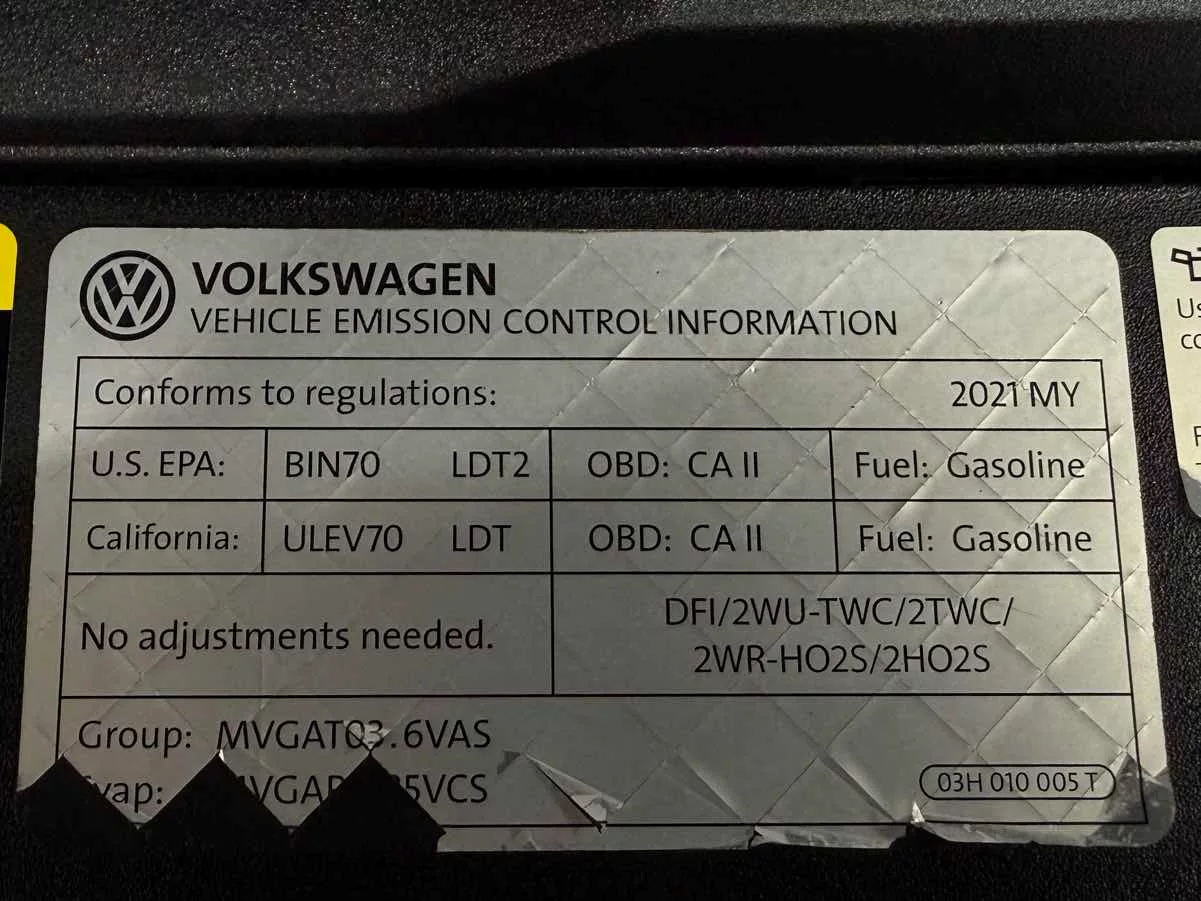 VOLKSWAGEN
VEHICLE EMISSION CONTROL INFORMATION
Conforms to regulations: 2021 MY
U.S. EPA: BIN70 LDT2 OBD: CA II Fuel: Gasoline
California: ULEV70 LDT OBD: CA II Fuel: Gasoline
No adjustments needed.
DFI/2WU-TWC/2TWC/
2WR-HO2S/2HO2S
Group: MVGAT03.6VAS
03H 010 005 T